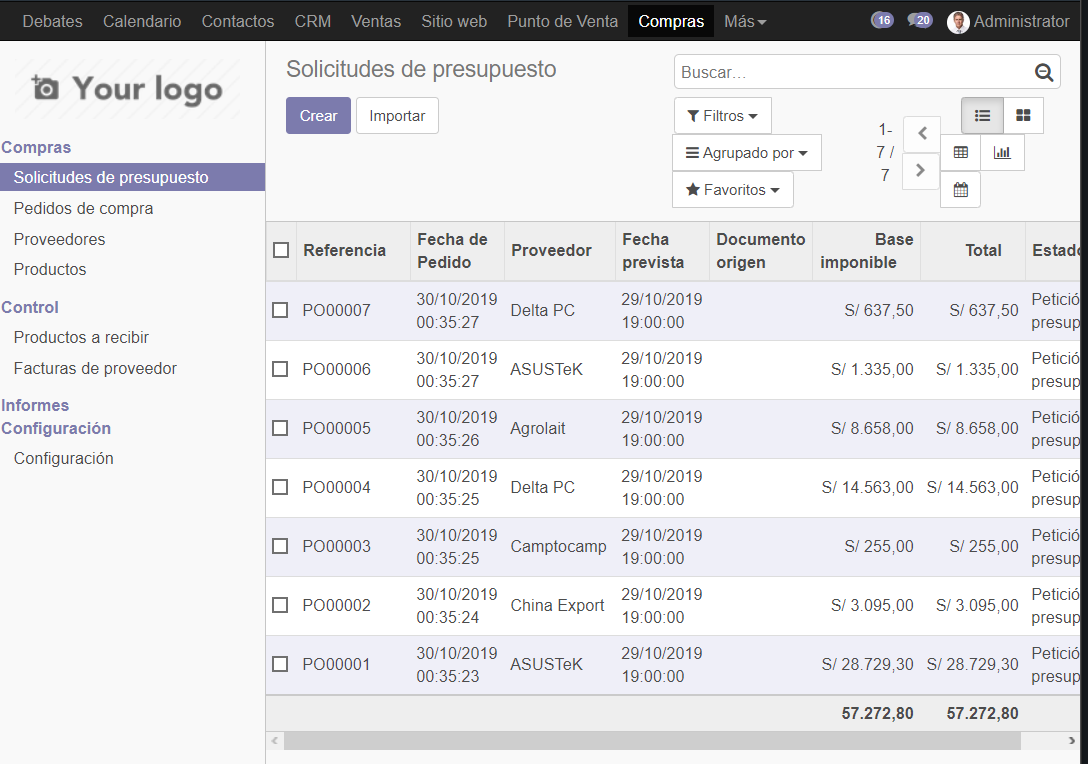 Debates Calendario Contactos CRM Ventas Sitio web Punto de Venta Compras Más 16 20 Administrator
Your logo
Compras
Solicitudes de presupuesto
Pedidos de compra
Proveedores
Productos
Control
Productos a recibir
Facturas de proveedor
Informes
Configuración
Configuración
Solicitudes de presupuesto
Buscar...
Crear Importar
Filtros
Agrupado por
Favoritos
1-
7 /
7
Referencia Fecha de Pedido Proveedor Fecha prevista Documento origen Base imponible Total Estado
PO00007 30/10/2019 00:35:27 Delta PC 29/10/2019 19:00:00 S/ 637,50 S/ 637,50 Petició presup
PO00006 30/10/2019 00:35:27 ASUSTeK 29/10/2019 19:00:00 S/ 1.335,00 S/ 1.335,00 Petició presup
PO00005 30/10/2019 00:35:26 Agrolait 29/10/2019 19:00:00 S/ 8.658,00 S/ 8.658,00 Petició presup
PO00004 30/10/2019 00:35:25 Delta PC 29/10/2019 19:00:00 S/ 14.563,00 S/ 14.563,00 Petició presup
PO00003 30/10/2019 00:35:25 Camptocamp 29/10/2019 19:00:00 S/ 255,00 S/ 255,00 Petició presup
PO00002 30/10/2019 00:35:24 China Export 29/10/2019 19:00:00 S/ 3.095,00 S/ 3.095,00 Petició presup
PO00001 30/10/2019 00:35:23 ASUSTeK 29/10/2019 19:00:00 S/ 28.729,30 S/ 28.729,30 Petició presup
57.272,80 57.272,80